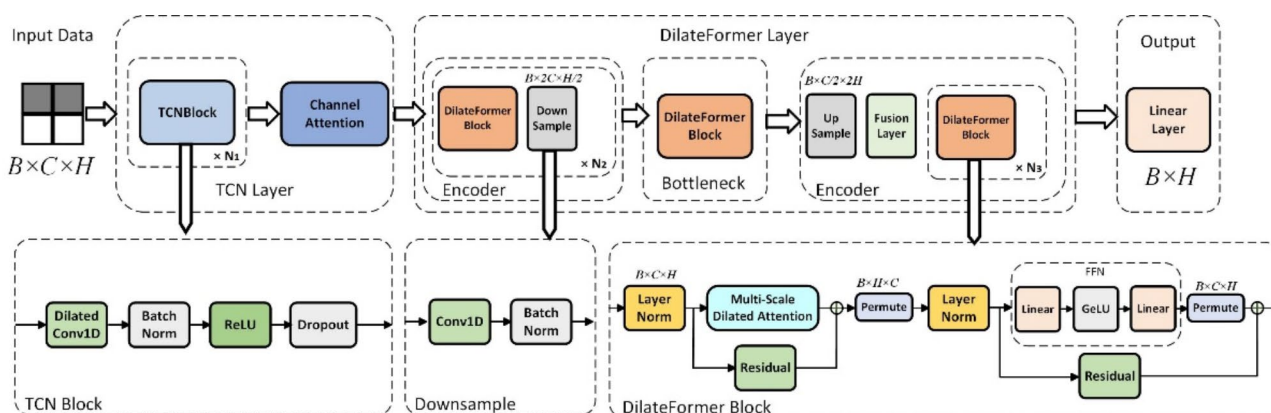 Input Data
B×C×H
TCNBlock
× N₁
TCN Layer
Channel
Attention
DilateFormer Layer
B×2C×H/2
DilateFormer
Block
Down
Sample
× N₂
Encoder
DilateFormer
Block
Bottleneck
B×C/2×2H
Up
Sample
Fusion
Layer
DilateFormer
Block
× N₃
Encoder
Output
Linear
Layer
B×H
Dilated
Conv1D
Batch
Norm
ReLU
Dropout
TCN Block
Conv1D
Batch
Norm
Downsample
B×C×H
Layer
Norm
Multi-Scale
Dilated Attention
Residual
B×H×C
Permute
Layer
Norm
FFN
Linear
GeLU
Linear
B×C×H
Permute
Residual
DilateFormer Block